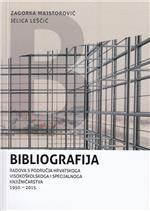 ZAGORKA MAJSTOROVIĆ
JELICA LEŠČIĆ
B
BIBLIOGRAFIJA
RADOVA S PODRUČJA HRVATSKOGA
VISOKOŠKOLSKOGA I SPECIJALNOGA
KNJIŽNIČARSTVA
1950. – 2015.